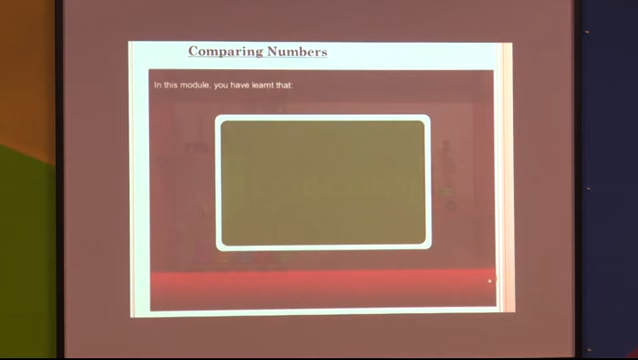 Comparing Numbers
In this module, you have learnt that: